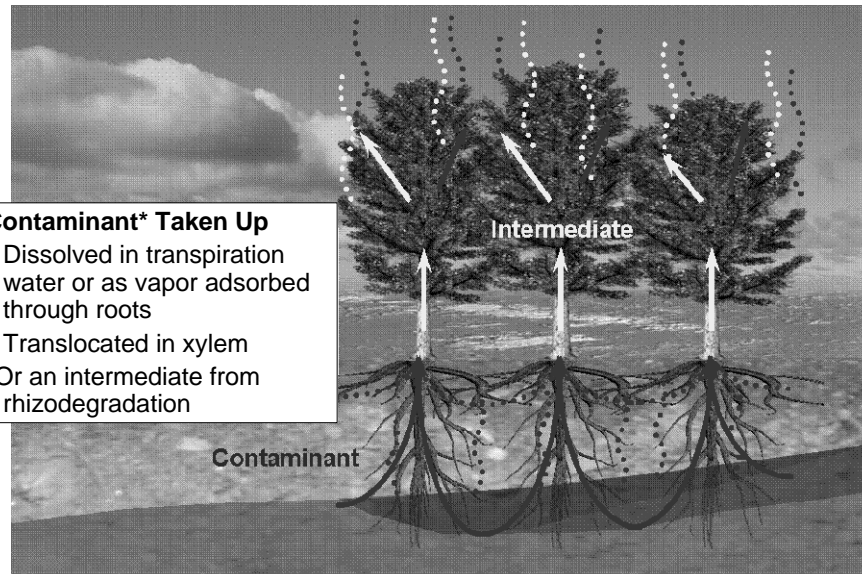 Contaminant* Taken Up
Dissolved in transpiration
water or as vapor adsorbed
through roots
Translocated in xylem
Or an intermediate from
rhizodegradation
Intermediate
Contaminant